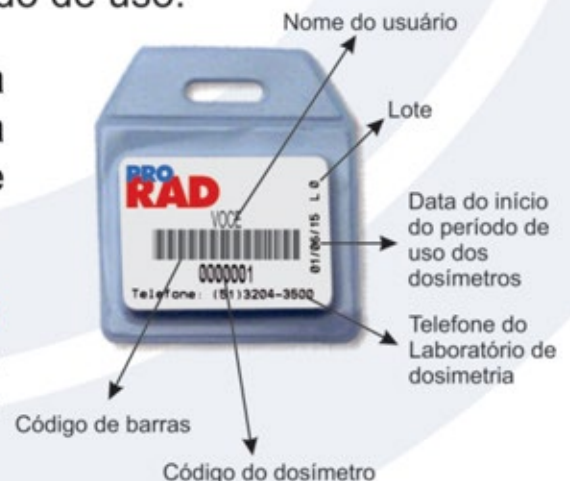 do de uso.
a
a
e
Nome do usuário
Lote
Data do início
do período de
uso dos
dosímetros
Telefone do
Laboratório de
dosimetria
Código de barras
Código do dosímetro
PRO
RAD
VOCE
0000001
Telefone: (51)3204-3500
01/06/15 L 0